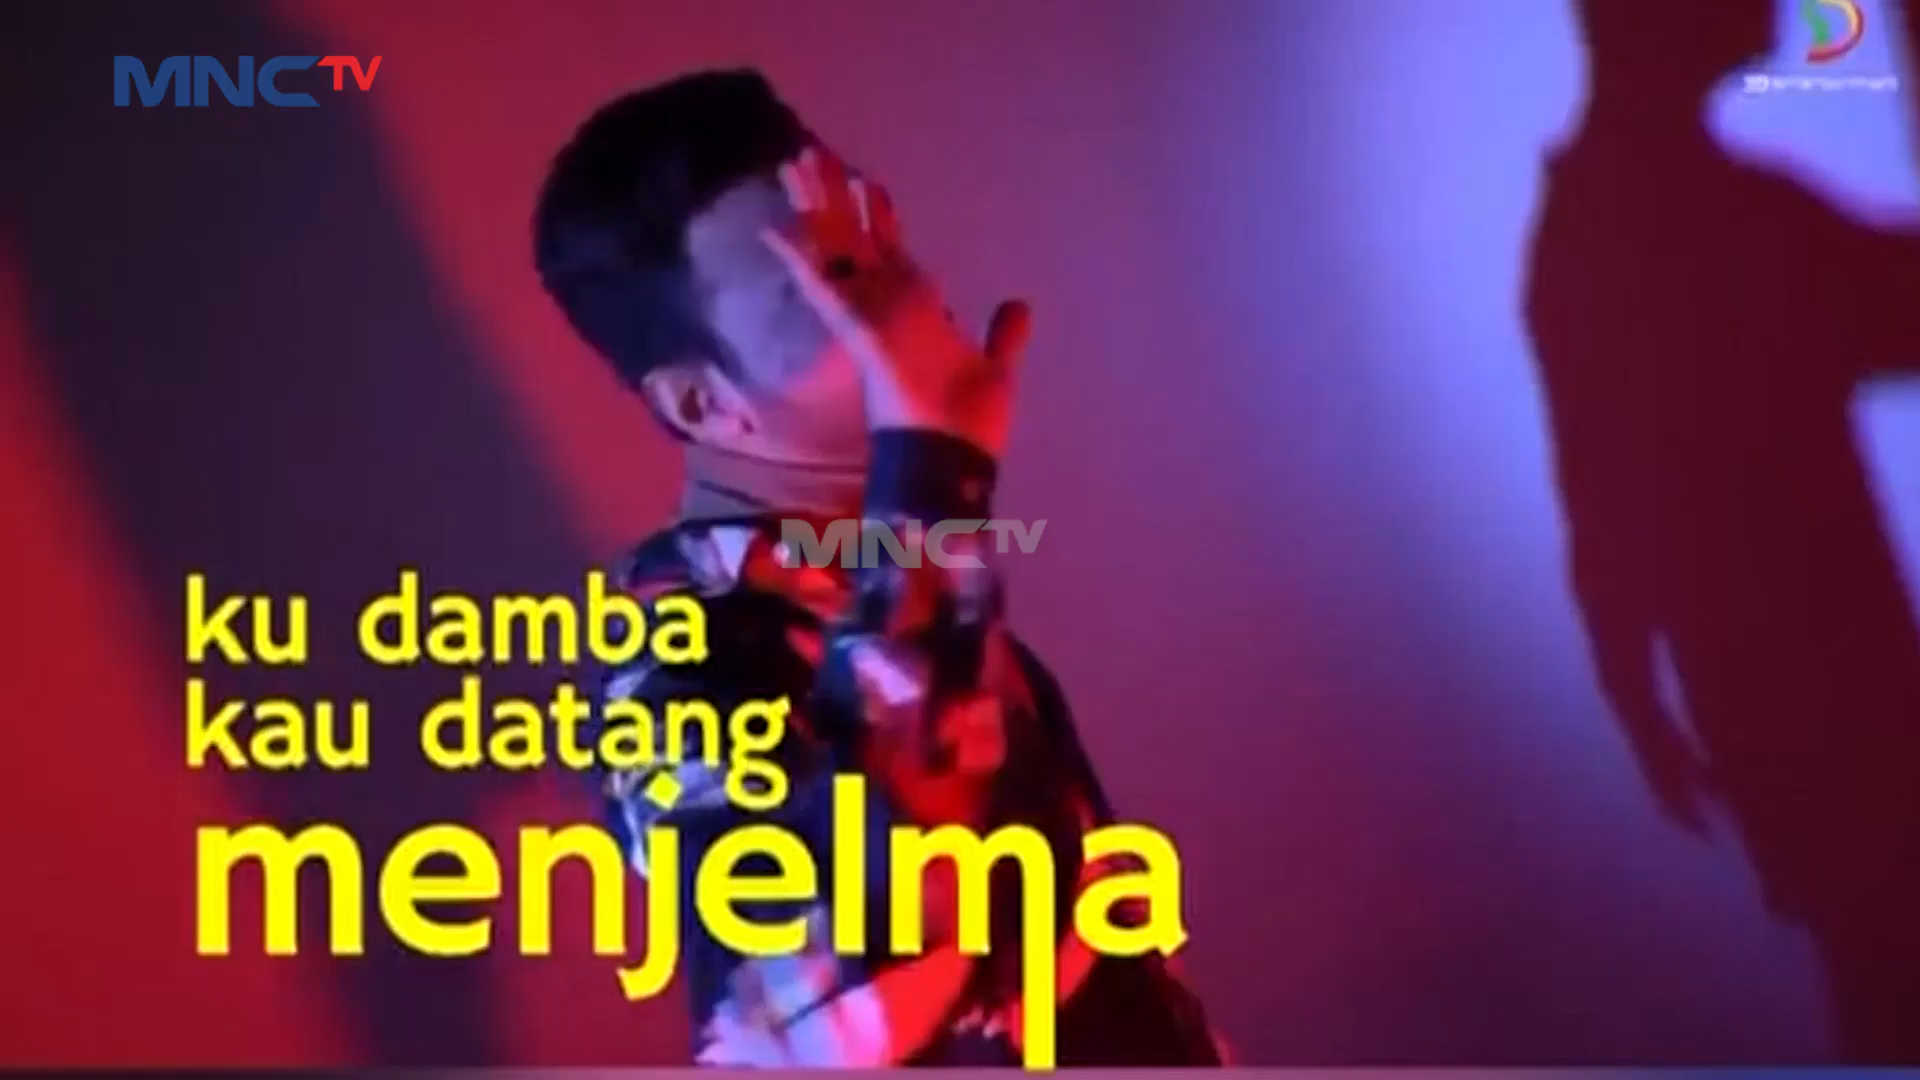 MNCTV
MNCTV
ku damba
kau datang
menjelma